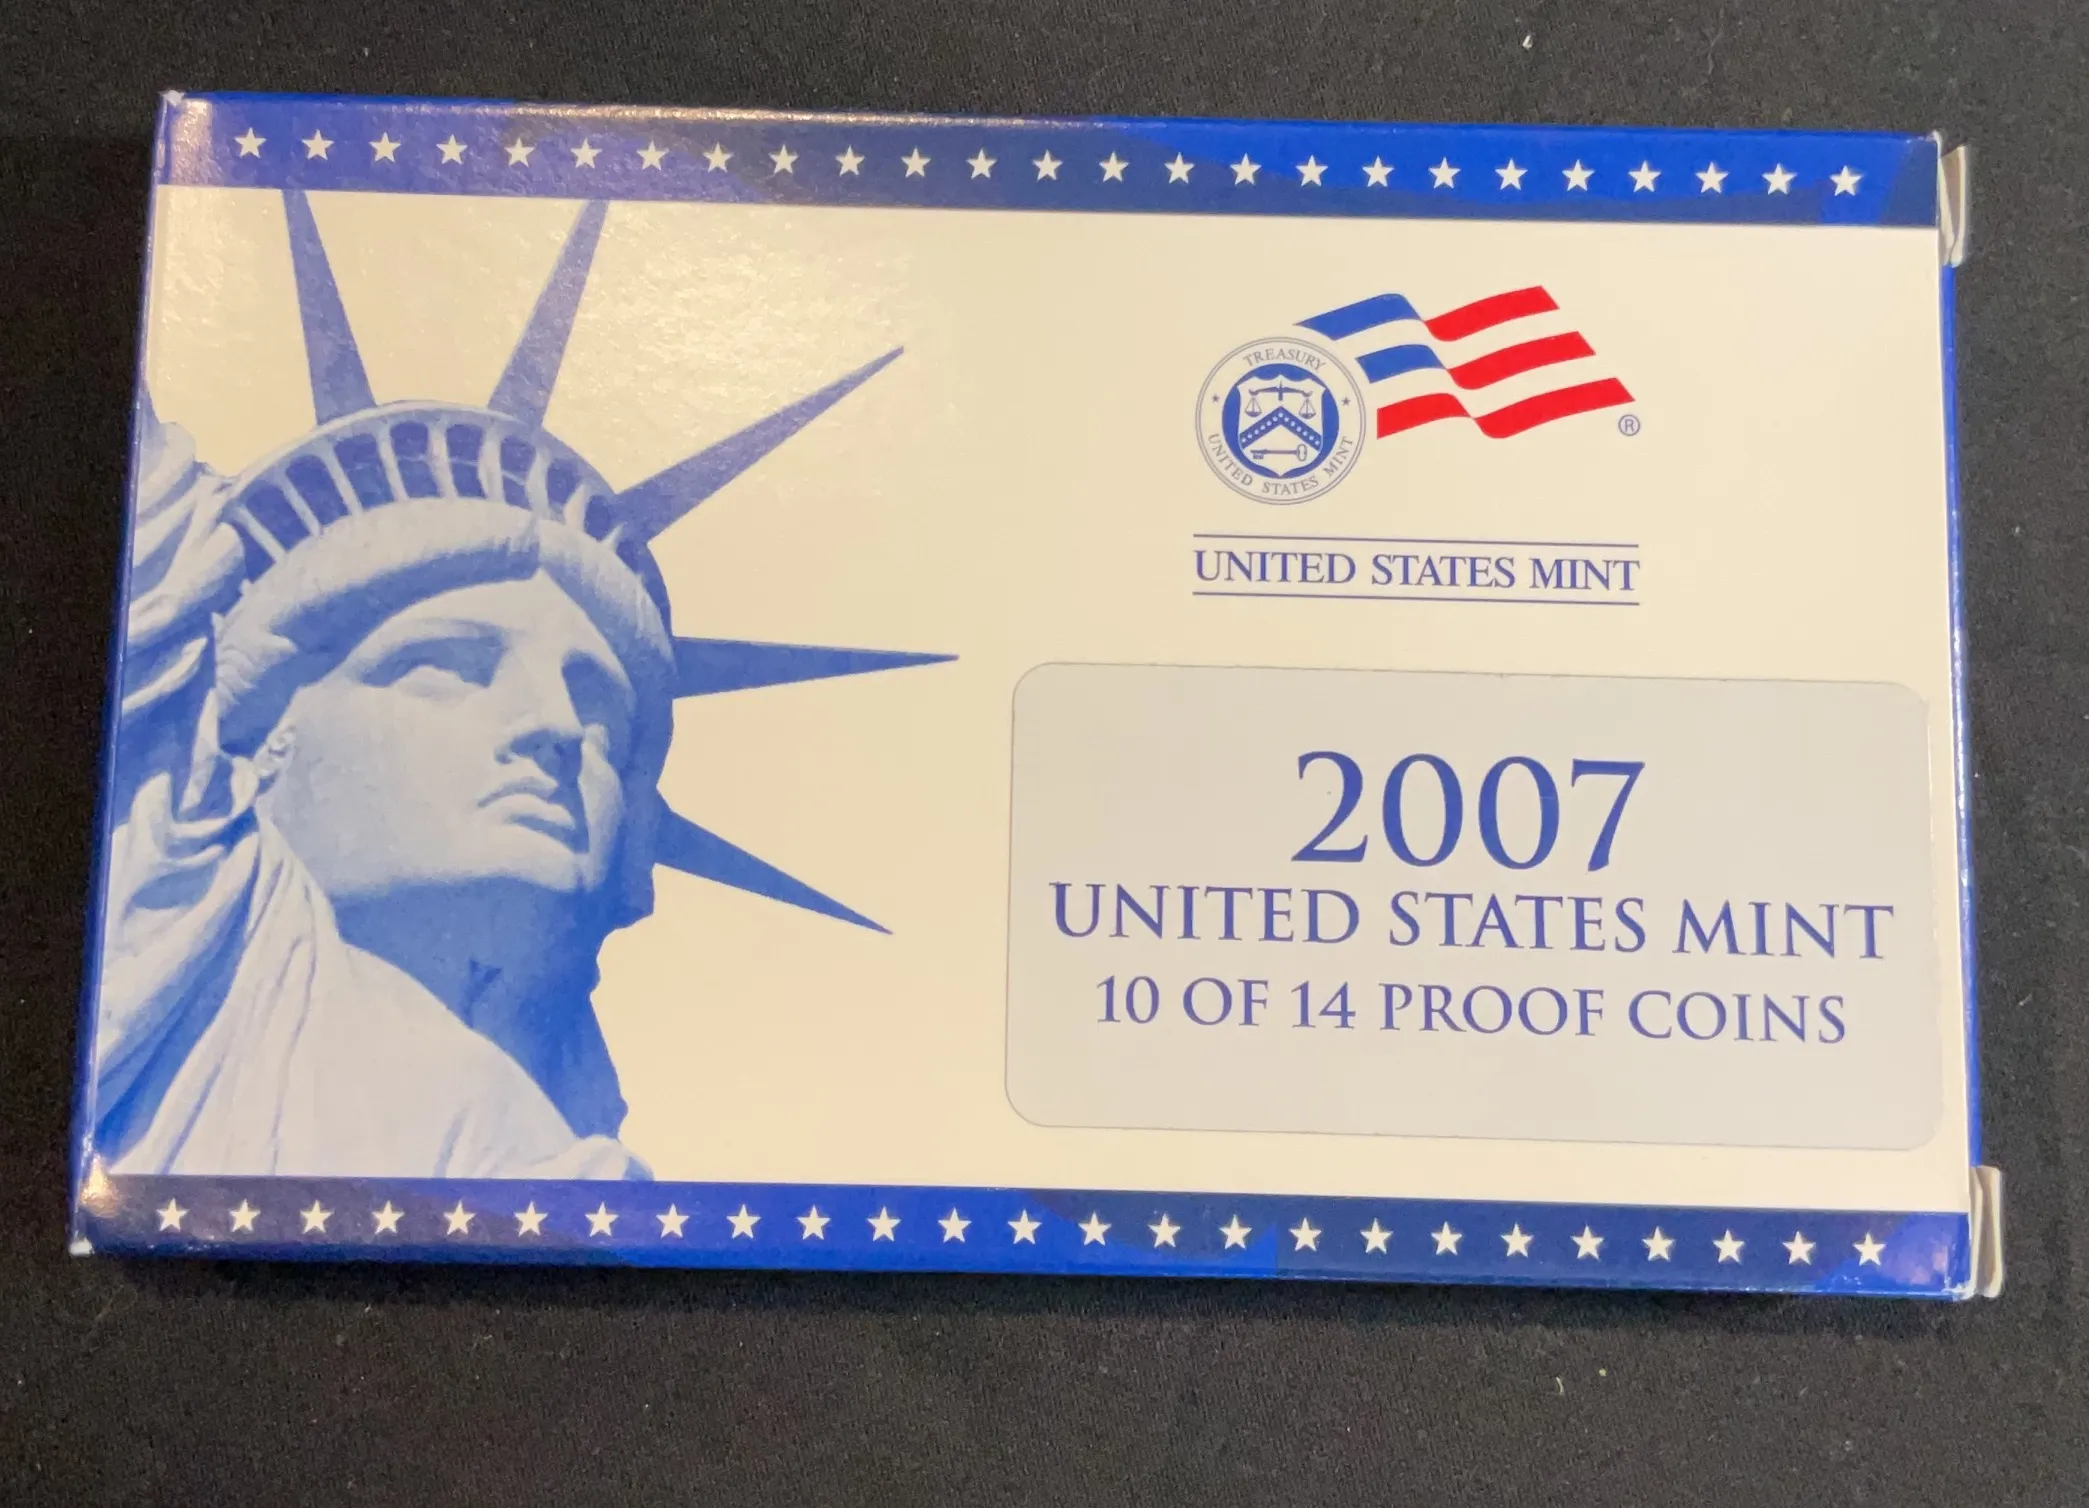 TREASURY
UNITED STATES MINT
®
UNITED STATES MINT
2007
UNITED STATES MINT
10 OF 14 PROOF COINS